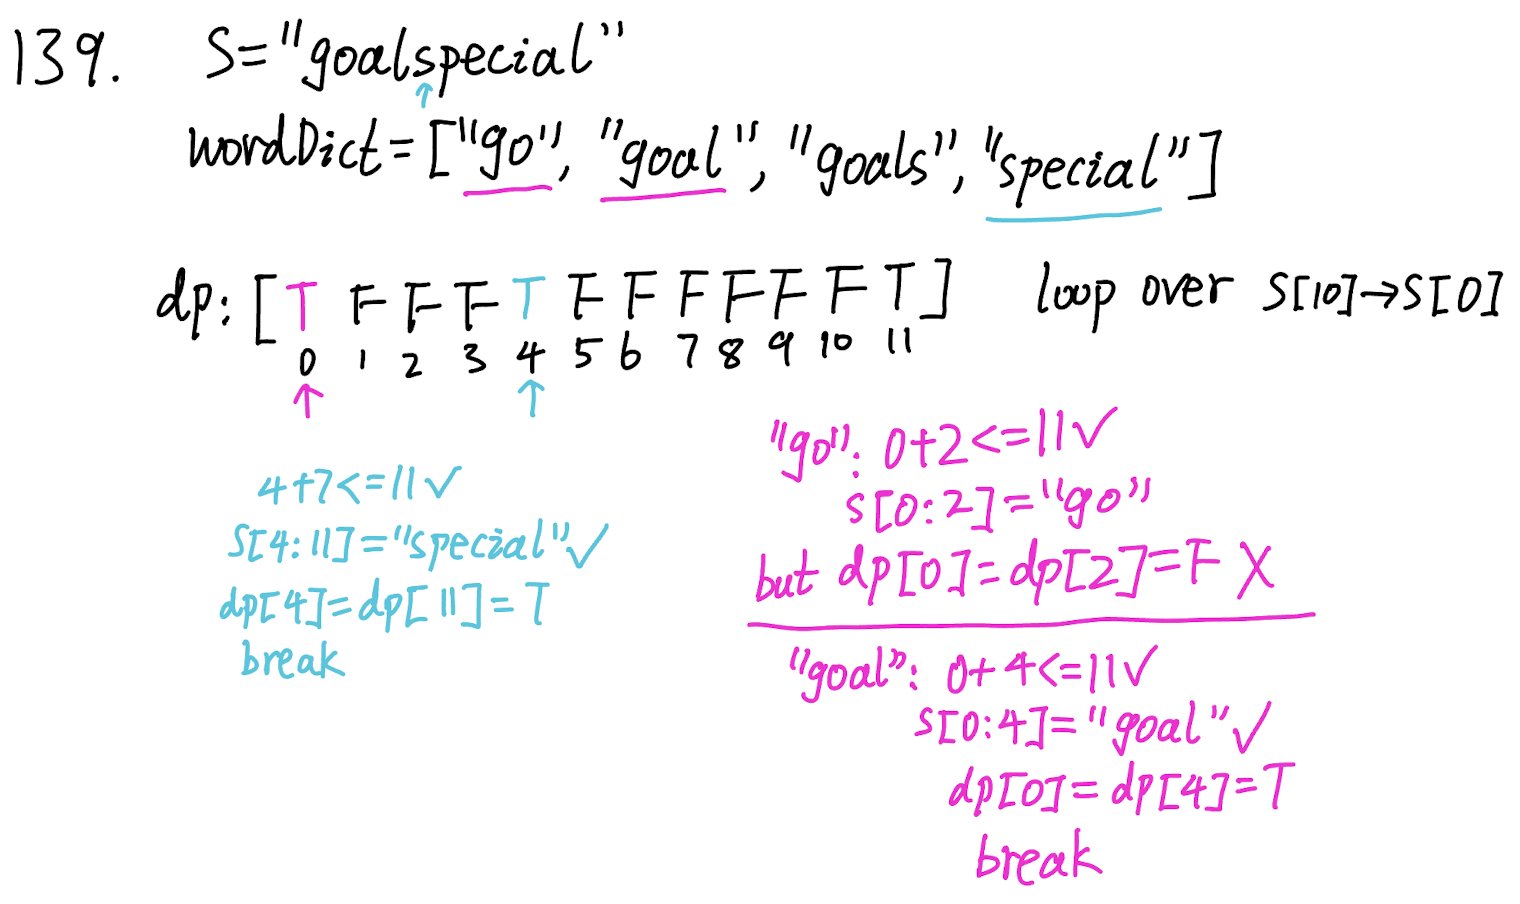 139. S="goalspecial"
wordDict=["go", "goal", "goals", "special"]
dp: [T F F F T F F F F F F T] loop over S[10]→S[0]
0 1 2 3 4 5 6 7 8 9 10 11
↑ ↑
4+7<=11✓
S[4:11]="special"✓
dp[4]=dp[11]=T
break
"go": 0+2<=11✓
s[0:2]="go"
but dp[0]=dp[2]=F X
"goal": 0+4<=11✓
s[0:4]="goal"✓
dp[0]=dp[4]=T
break